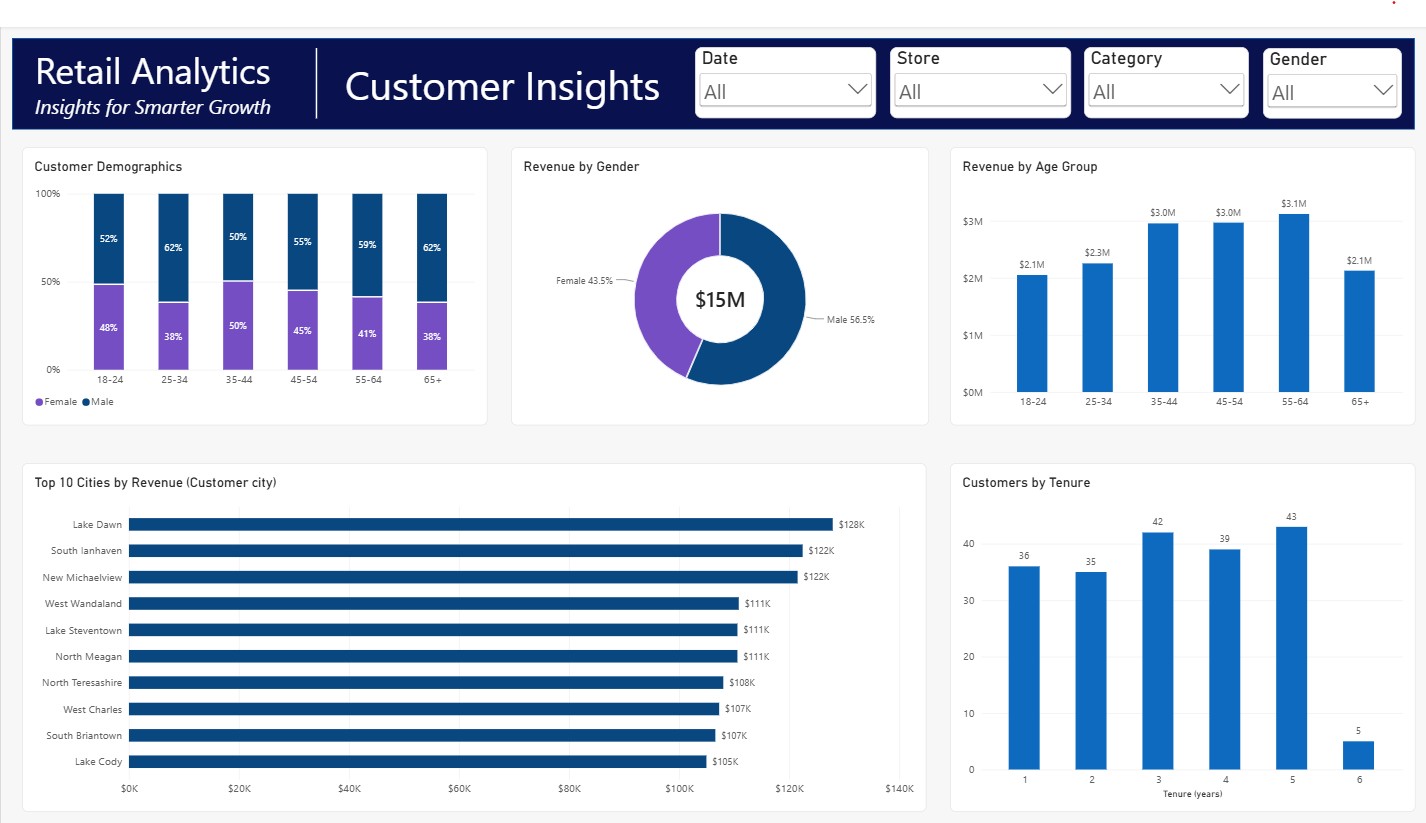 Retail Analytics
Insights for Smarter Growth
Customer Insights
Date
All
Store
All
Category
All
Gender
All
Customer Demographics
100%
50%
0%
52%
62%
50%
55%
59%
62%
48%
38%
50%
45%
41%
38%
18-24
25-34
35-44
45-54
55-64
65+
Female
Male
Revenue by Gender
Female 43.5%
$15M
Male 56.5%
Revenue by Age Group
$3M
$2M
$1M
$0M
$2.1M
$2.3M
$3.0M
$3.0M
$3.1M
$2.1M
18-24
25-34
35-44
45-54
55-64
65+
Top 10 Cities by Revenue (Customer city)
Lake Dawn $128K
South Ianhaven $122K
New Michaelview $122K
West Wandaland $111K
Lake Steventown $111K
North Meagan $111K
North Teresashire $108K
West Charles $107K
South Briantown $107K
Lake Cody $105K
$0K $20K $40K $60K $80K $100K $120K $140K
Customers by Tenure
40
30
20
10
0
36
35
42
39
43
5
1 2 3 4 5 6
Tenure (years)